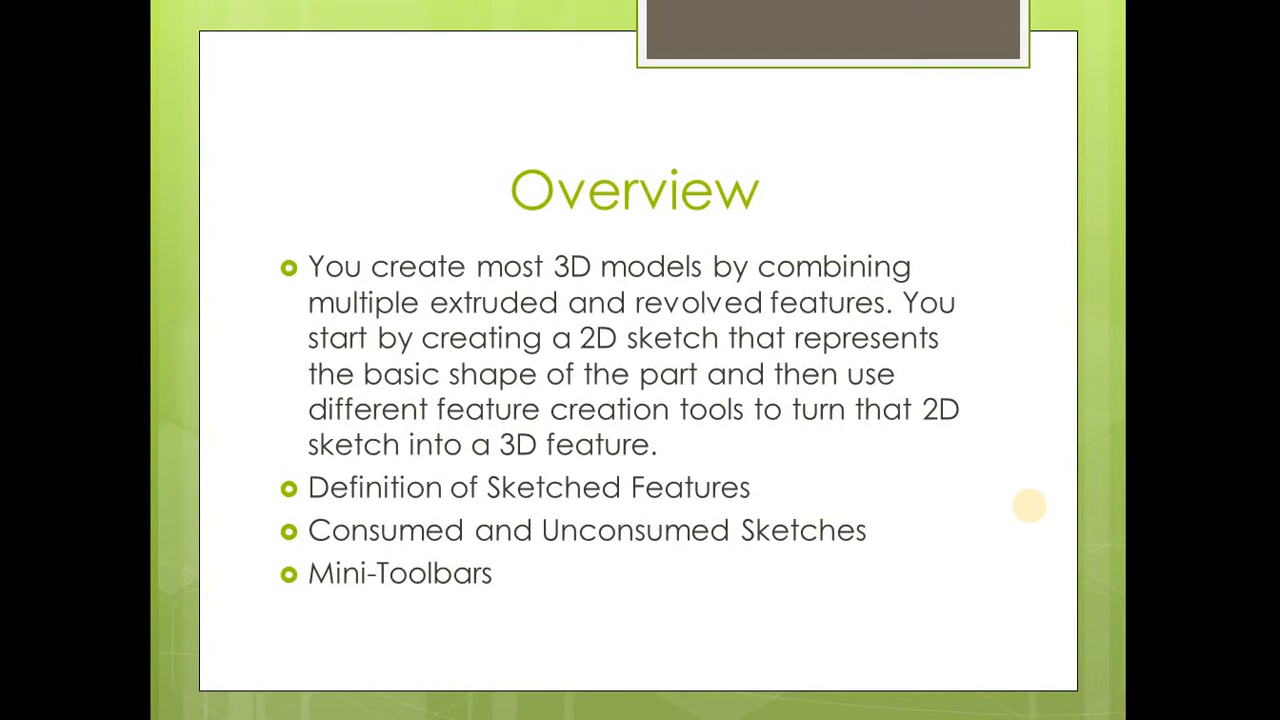 Overview
You create most 3D models by combining
multiple extruded and revolved features. You
start by creating a 2D sketch that represents
the basic shape of the part and then use
different feature creation tools to turn that 2D
sketch into a 3D feature.
Definition of Sketched Features
Consumed and Unconsumed Sketches
Mini-Toolbars